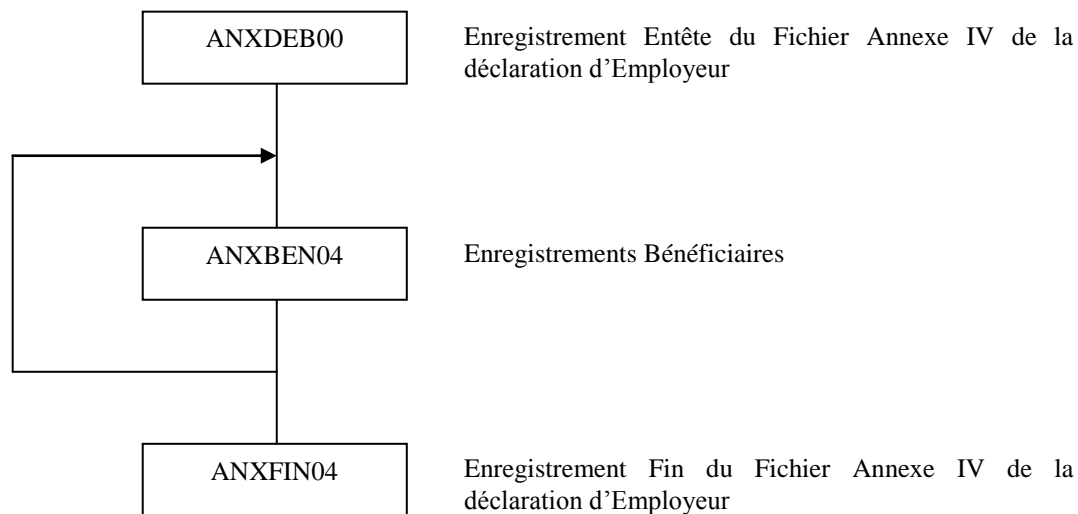 ANXDEB00
Enregistrement Entête du Fichier Annexe IV de la
déclaration d’Employeur
ANXBEN04
Enregistrements Bénéficiaires
ANXFIN04
Enregistrement Fin du Fichier Annexe IV de la
déclaration d’Employeur